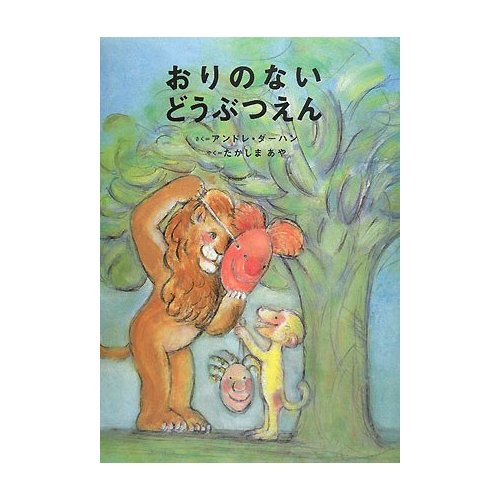 おりのない
どうぶつえん
さく＝アンドレ・ダーハン
やく＝たかしま あや